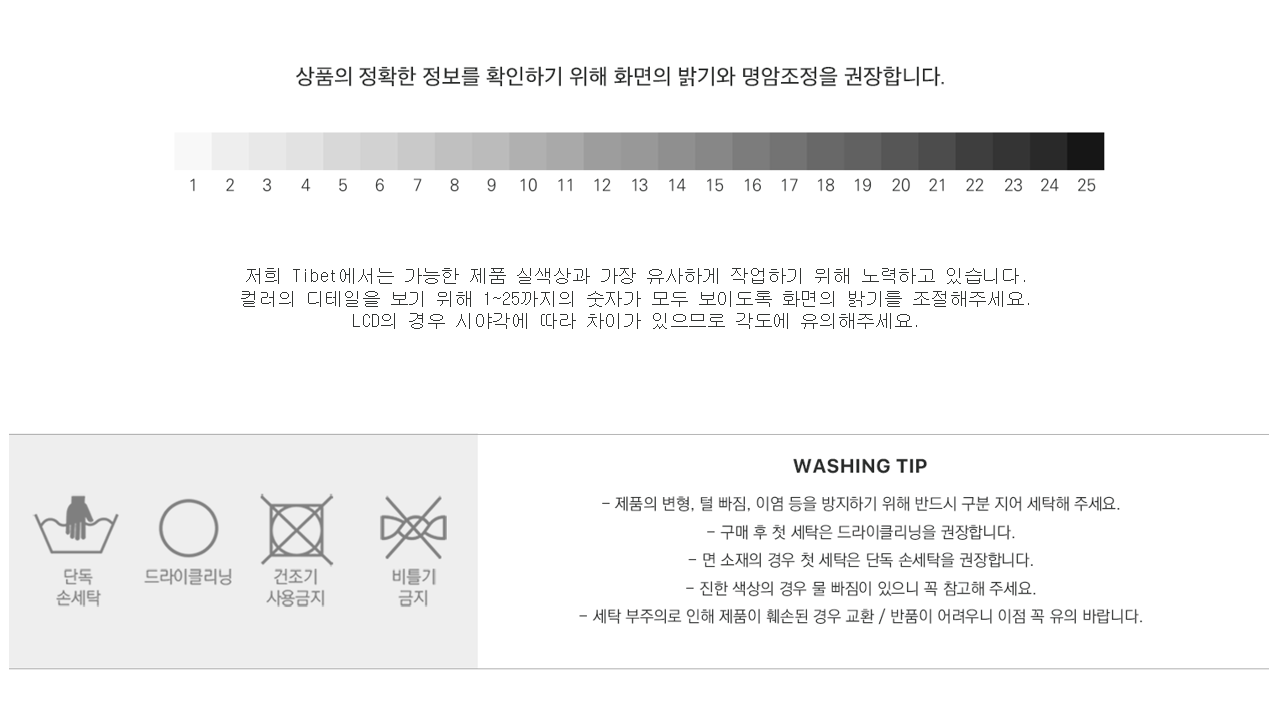 상품의 정확한 정보를 확인하기 위해 화면의 밝기와 명암조정을 권장합니다.
1 2 3 4 5 6 7 8 9 10 11 12 13 14 15 16 17 18 19 20 21 22 23 24 25
저희 Tibet에서는 가능한 제품 실색상과 가장 유사하게 작업하기 위해 노력하고 있습니다.
컬러의 디테일을 보기 위해 1~25까지의 숫자가 모두 보이도록 화면의 밝기를 조절해주세요.
LCD의 경우 시야각에 따라 차이가 있으므로 각도에 유의해주세요.
단독
손세탁
드라이클리닝
건조기
사용금지
비틀기
금지
WASHING TIP
- 제품의 변형, 털 빠짐, 이염 등을 방지하기 위해 반드시 구분 지어 세탁해 주세요.
- 구매 후 첫 세탁은 드라이클리닝을 권장합니다.
- 면 소재의 경우 첫 세탁은 단독 손세탁을 권장합니다.
- 진한 색상의 경우 물 빠짐이 있으니 꼭 참고해 주세요.
- 세탁 부주의로 인해 제품이 훼손된 경우 교환 / 반품이 어려우니 이점 꼭 유의 바랍니다.